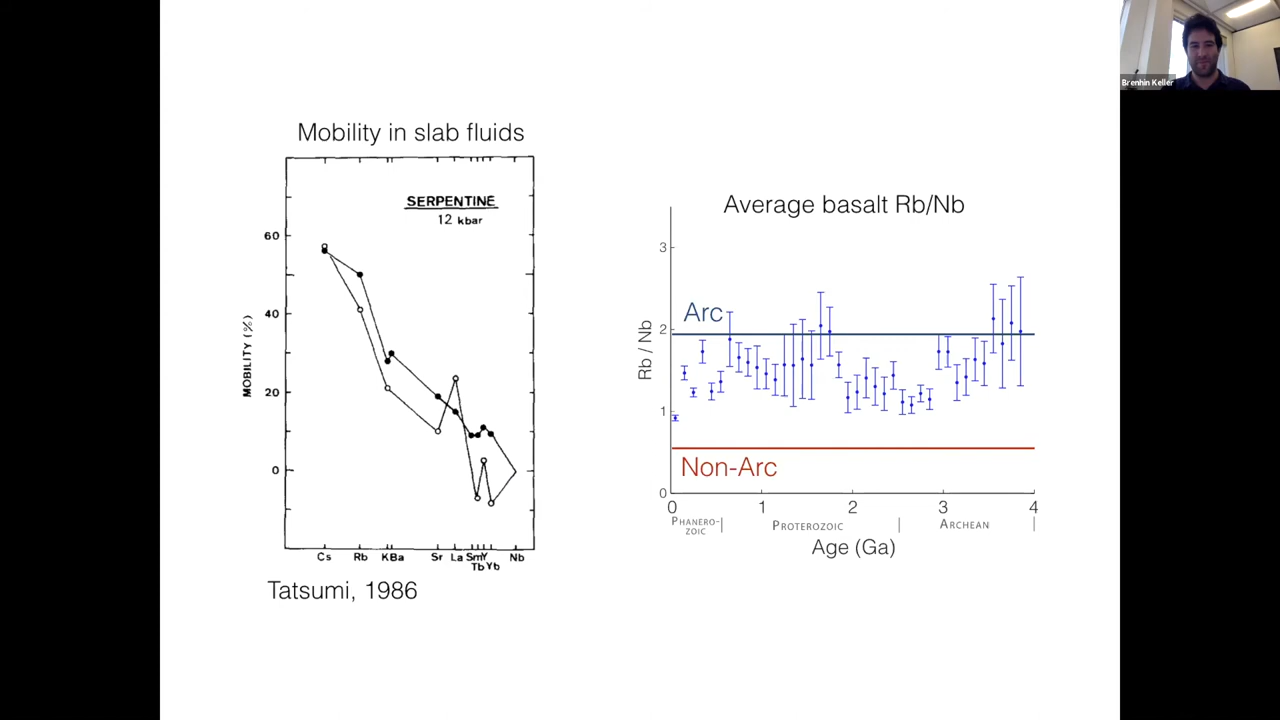 Brenhin Keller
Mobility in slab fluids
SERPENTINE
12 kbar
60
40
20
0
MOBILITY (%)
Cs Rb K Ba Sr La Sm Y Nb
Tb Yb
Tatsumi, 1986
Average basalt Rb/Nb
3
2
1
0
Rb / Nb
Arc
Non-Arc
0 1 2 3 4
PHANERO-
ZOIC
PROTEROZOIC
ARCHEAN
Age (Ga)